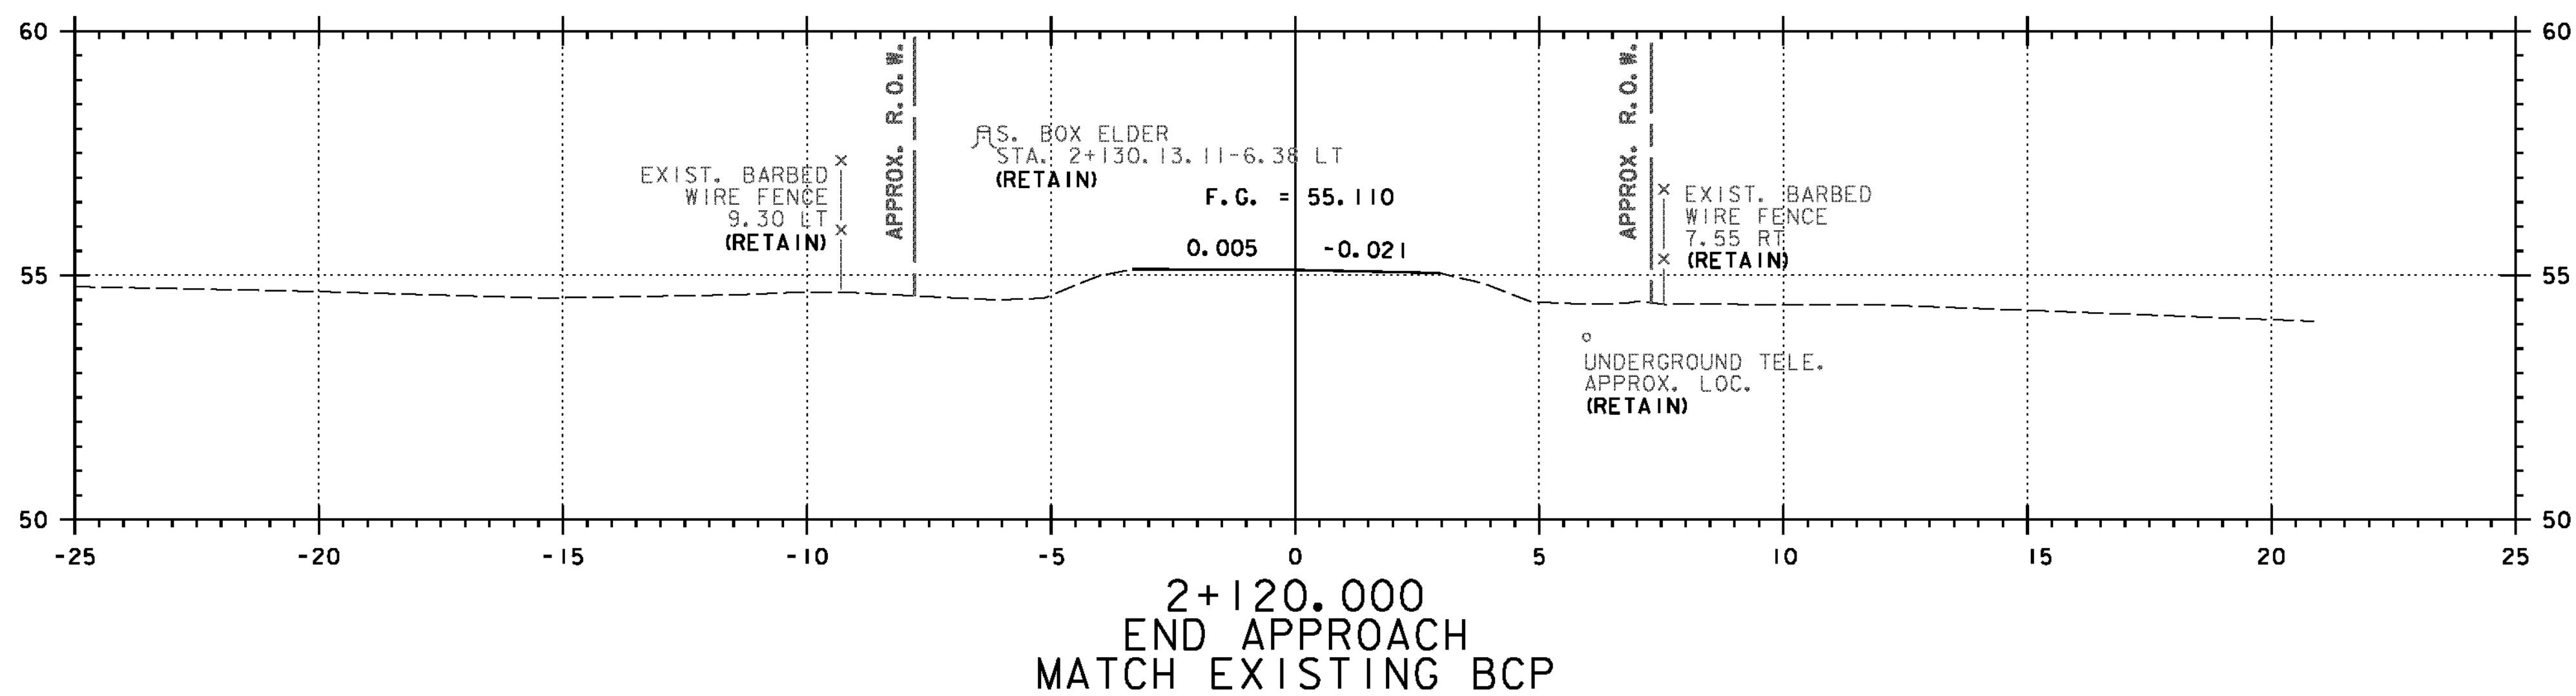 60
60
APPROX. R.O.W.
APPROX. R.O.W.
S. BOX ELDER
STA. 2+130.13.11-6.38 LT
(RETAIN)
EXIST. BARBED
WIRE FENCE
9.30 LT
(RETAIN)
F.G. = 55.110
0.005 -0.021
EXIST. BARBED
WIRE FENCE
7.55 RT
(RETAIN)
55
55
UNDERGROUND TELE.
APPROX. LOC.
(RETAIN)
50
50
-25 -20 -15 -10 -5 0 5 10 15 20 25
2+120.000
END APPROACH
MATCH EXISTING BCP